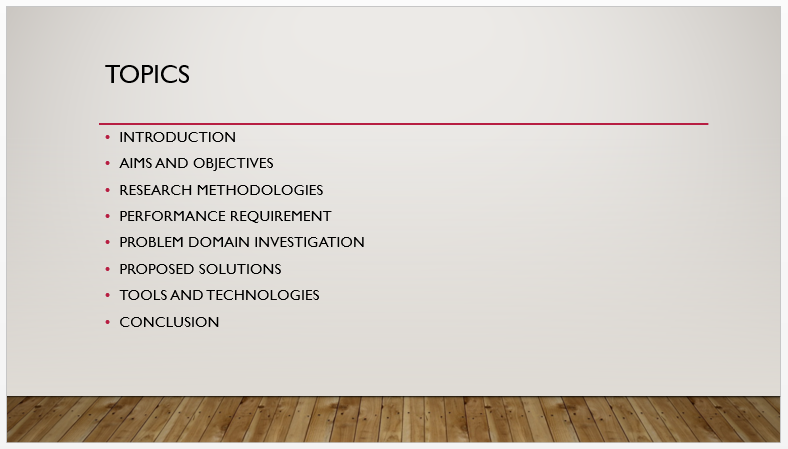 TOPICS
• INTRODUCTION
• AIMS AND OBJECTIVES
• RESEARCH METHODOLOGIES
• PERFORMANCE REQUIREMENT
• PROBLEM DOMAIN INVESTIGATION
• PROPOSED SOLUTIONS
• TOOLS AND TECHNOLOGIES
• CONCLUSION